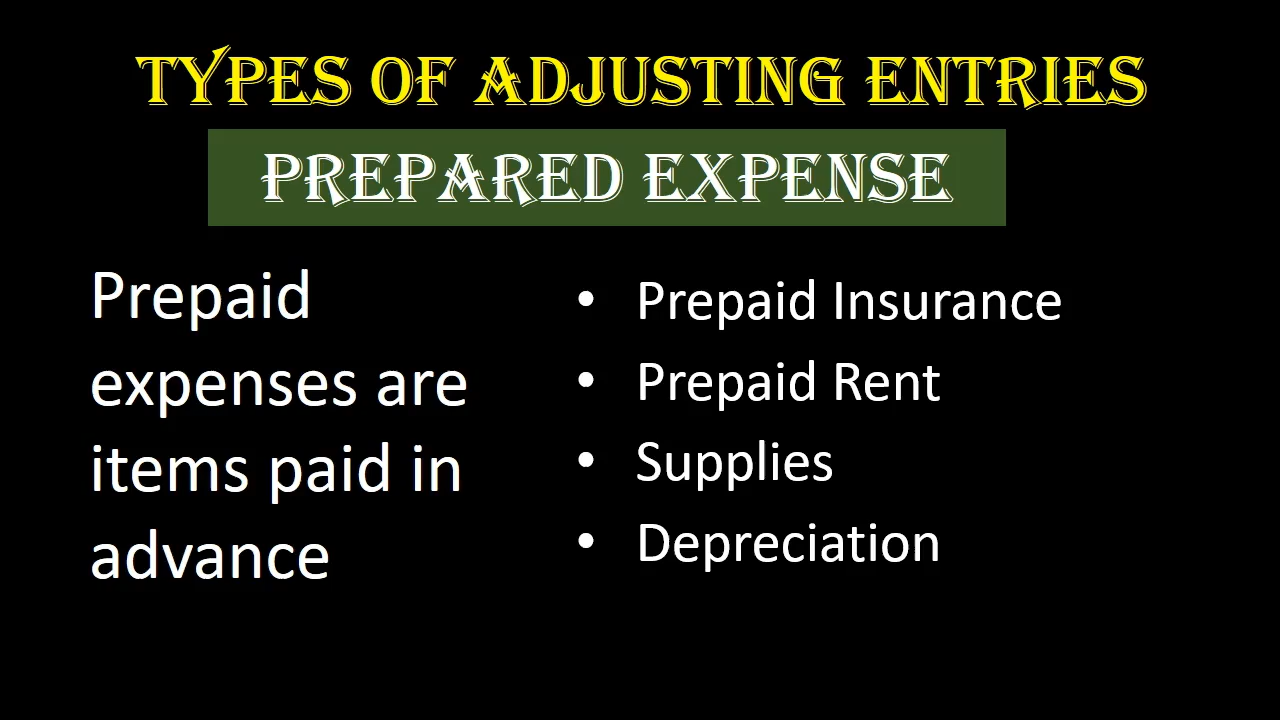 TYPES OF ADJUSTING ENTRIES
PREPARED EXPENSE
Prepaid
expenses are
items paid in
advance
• Prepaid Insurance
• Prepaid Rent
• Supplies
• Depreciation